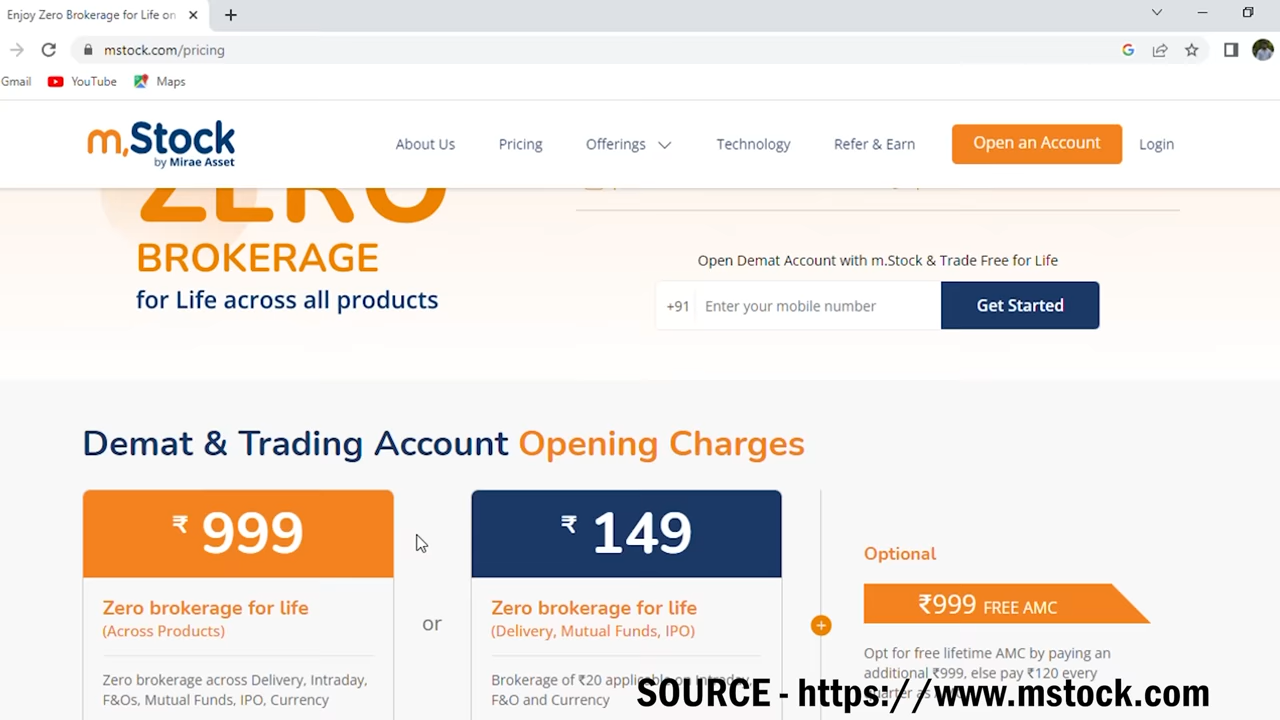 Enjoy Zero Brokerage for Life on
mstock.com/pricing
Gmail YouTube Maps
m.Stock
by Mirae Asset
About Us Pricing Offerings Technology Refer & Earn Open an Account Login
ZERO
BROKERAGE
for Life across all products
Open Demat Account with m.Stock & Trade Free for Life
+91 Enter your mobile number Get Started
Demat & Trading Account Opening Charges
₹ 999
Zero brokerage for life
(Across Products)
Zero brokerage across Delivery, Intraday,
F&Os, Mutual Funds, IPO, Currency
or
₹ 149
Zero brokerage for life
(Delivery, Mutual Funds, IPO)
Brokerage of ₹20 applicable on Intraday,
F&O and Currency
Optional
₹999 FREE AMC
Opt for free lifetime AMC by paying an
additional ₹999, else pay ₹120 every
SOURCE - https://www.mstock.com